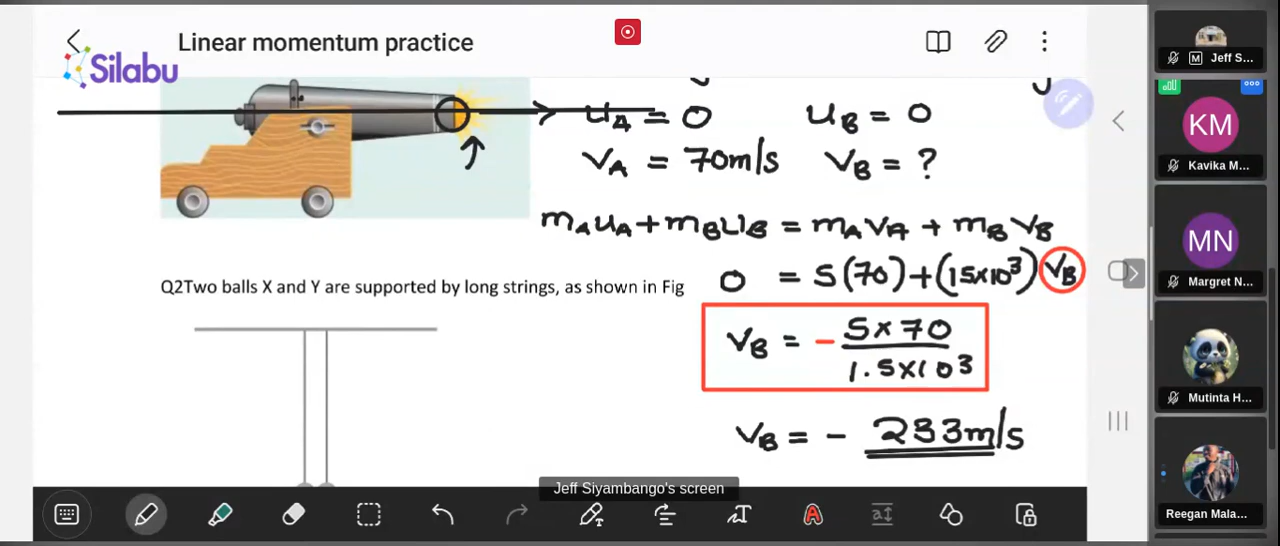 Linear momentum practice
Silabu
uA = 0 uB = 0
VA = 70m/s VB = ?
mAuA + mBuB = mAVA + mBVB
0 = 5(70) + (15x10³) VB
Q2Two balls X and Y are supported by long strings, as shown in Fig
VB = - 5 x 70 / 1.5x10³
VB = - 233m/s
Jeff Siyambango's screen
M Jeff S...
KM
Kavika M...
MN
Margret N...
Mutinta H...
Reegan Mala...